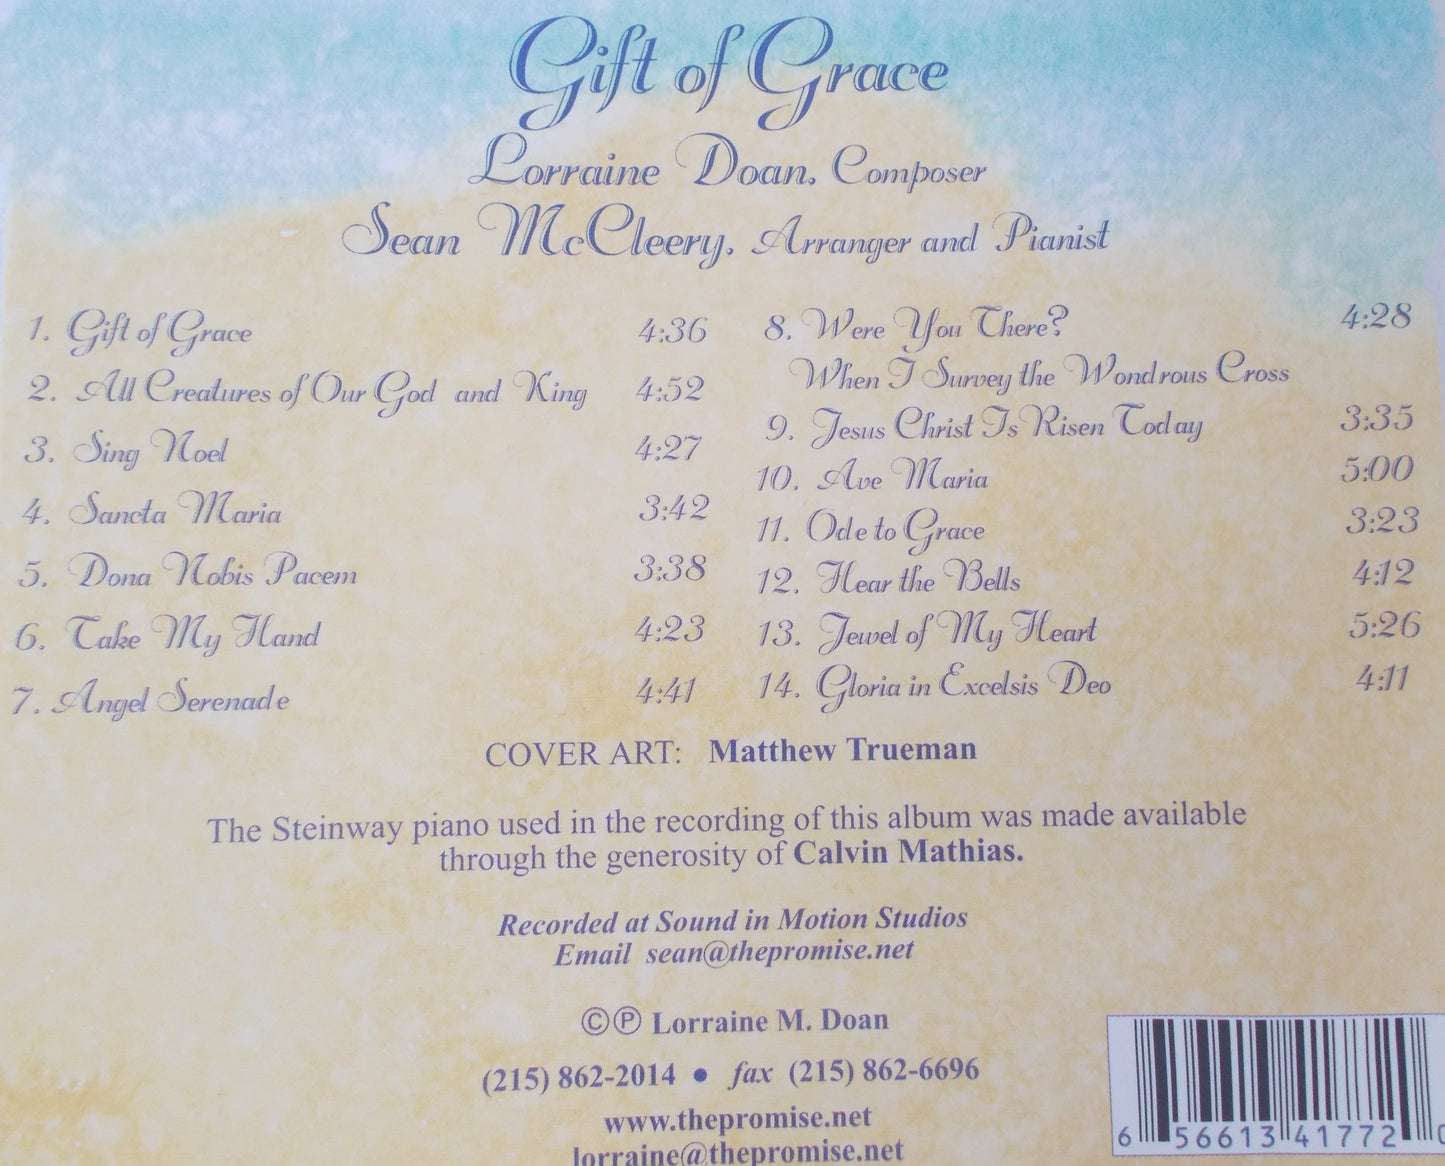 Gift of Grace
Lorraine Doan, Composer
Sean McCleery, Arranger and Pianist
1. Gift of Grace 4:36
2. All Creatures of Our God and King 4:52
3. Sing Noel 4:27
4. Sancta Maria 3:42
5. Dona Nobis Pacem 3:38
6. Take My Hand 4:23
7. Angel Serenade 4:41
8. Were You There? 4:28
When I Survey the Wondrous Cross
9. Jesus Christ Is Risen Today 3:35
10. Ave Maria 5:00
11. Ode to Grace 3:23
12. Hear the Bells 4:12
13. Jewel of My Heart 5:26
14. Gloria in Excelsis Deo 4:11
COVER ART: Matthew Trueman
The Steinway piano used in the recording of this album was made available
through the generosity of Calvin Mathias.
Recorded at Sound in Motion Studios
Email sean@thepromise.net
©℗ Lorraine M. Doan
(215) 862-2014 • fax (215) 862-6696
www.thepromise.net
lorraine@thepromise.net
6 56613 41772 0